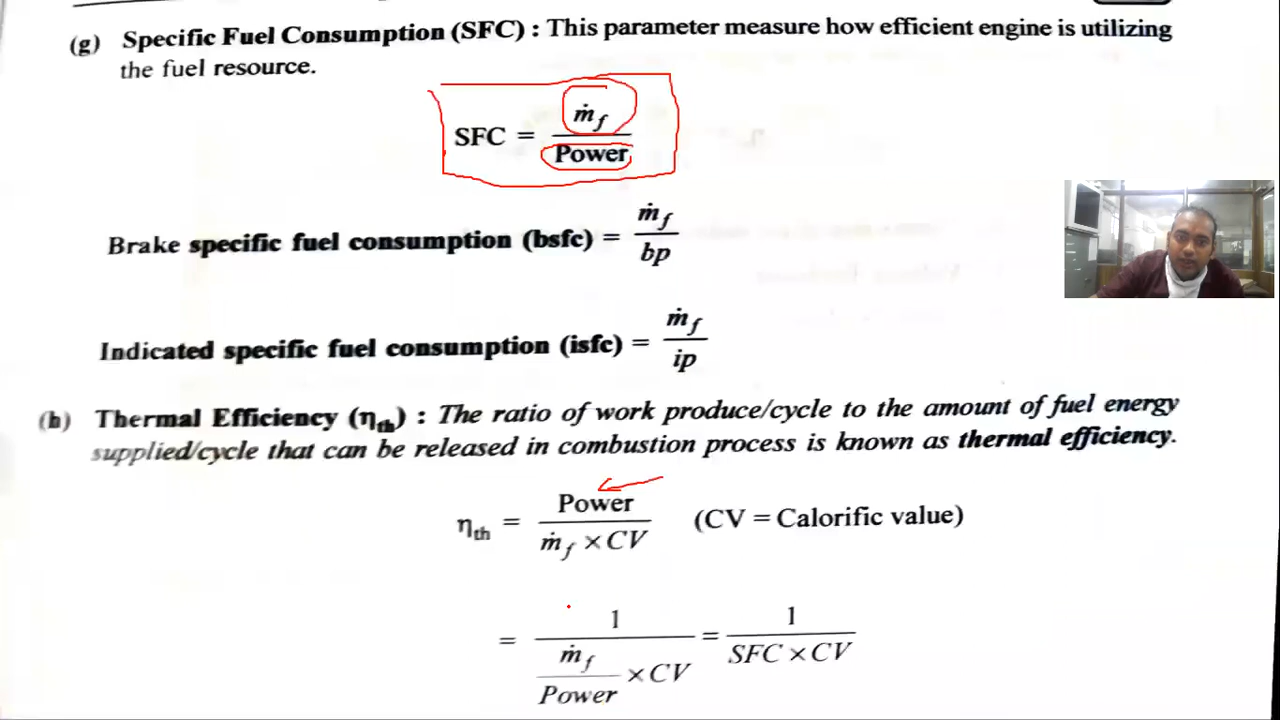 (g) Specific Fuel Consumption (SFC) : This parameter measure how efficient engine is utilizing
the fuel resource.
SFC = ṁf / Power
Brake specific fuel consumption (bsfc) = ṁf / bp
Indicated specific fuel consumption (isfc) = ṁf / ip
(h) Thermal Efficiency (ηth) : The ratio of work produce/cycle to the amount of fuel energy
supplied/cycle that can be released in combustion process is known as thermal efficiency.
ηth = Power / ṁf × CV (CV = Calorific value)
= 1 / ṁf / Power × CV = 1 / SFC × CV